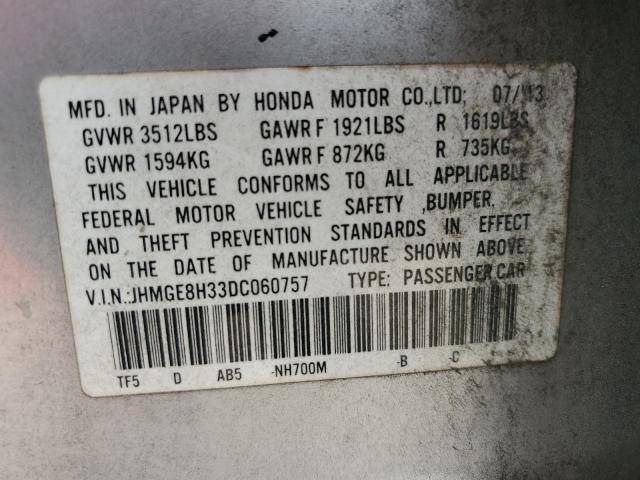 MFD. IN JAPAN BY HONDA MOTOR CO.,LTD; 07/13
GVWR 3512LBS GAWR F 1921LBS R 1619LBS
GVWR 1594KG GAWR F 872KG R 735KG
THIS VEHICLE CONFORMS TO ALL APPLICABLE
FEDERAL MOTOR VEHICLE SAFETY ,BUMPER,
AND THEFT PREVENTION STANDARDS IN EFFECT
ON THE DATE OF MANUFACTURE SHOWN ABOVE.
V.I.N.:JHMGE8H33DC060757 TYPE: PASSENGER CAR
TF5 D AB5 -NH700M -B -C